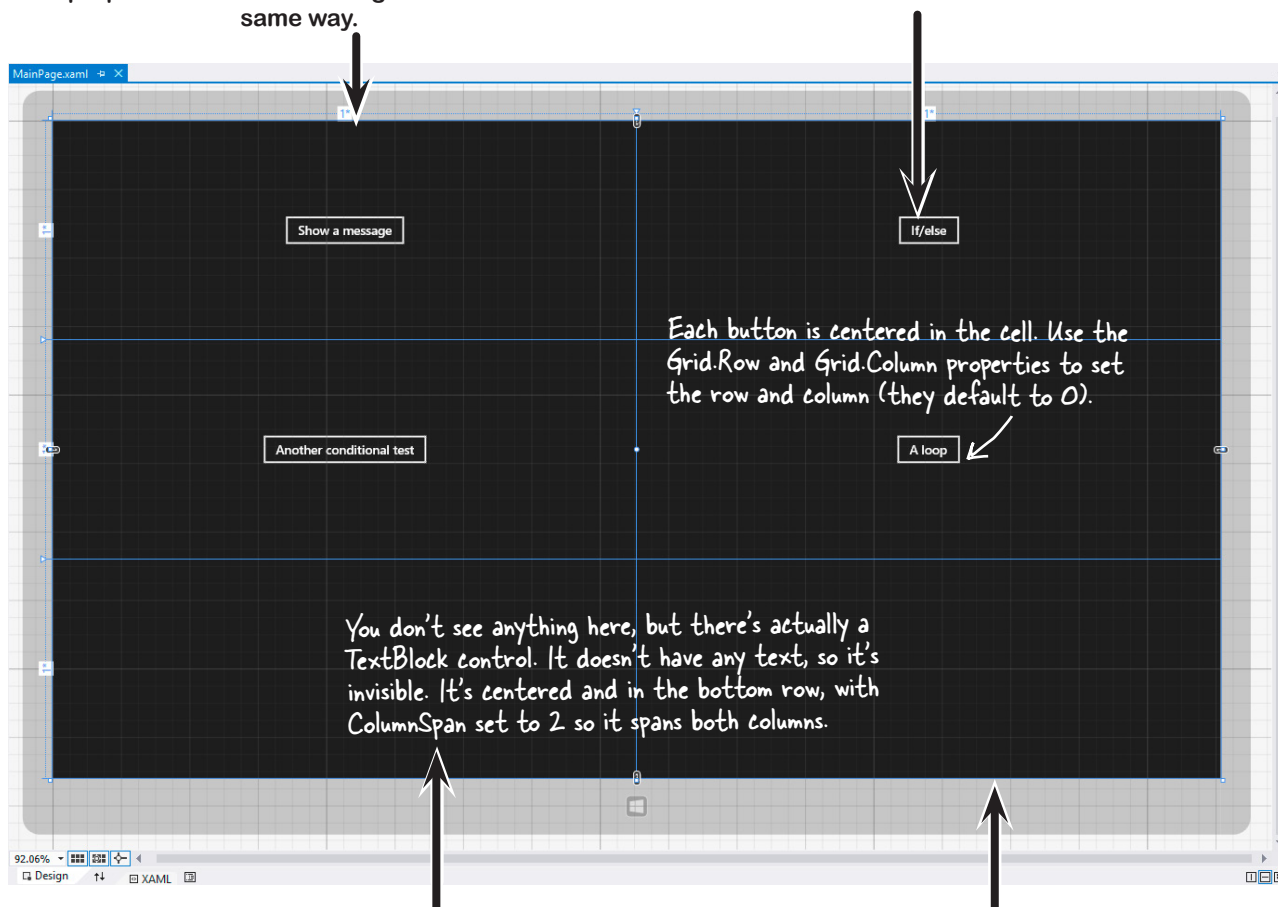 same way.
MainPage.xaml
1*
1*
1*
Show a message
If/else
Each button is centered in the cell. Use the
Grid.Row and Grid.Column properties to set
the row and column (they default to 0).
Another conditional test
A loop
You don't see anything here, but there's actually a
TextBlock control. It doesn't have any text, so it's
invisible. It's centered and in the bottom row, with
ColumnSpan set to 2 so it spans both columns.
1*
92.06%
Design
XAML